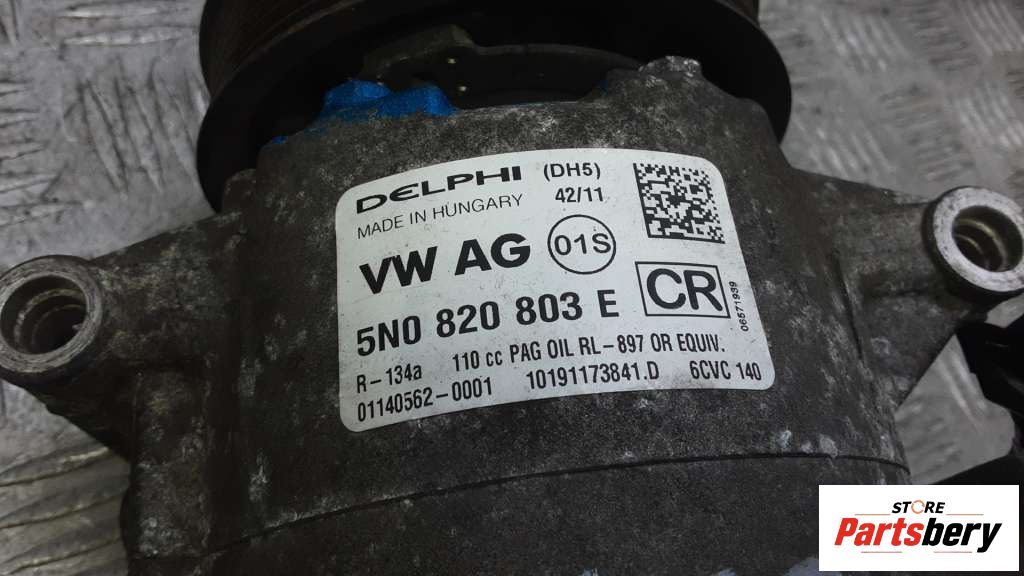 DELPHI (DH5)
MADE IN HUNGARY 42/11
VW AG 01S
5N0 820 803 E CR
06571939
R-134a 110 cc PAG OIL RL-897 OR EQUIV.
01140562-0001 10191173841.D 6CVC 140
STORE
Partsbery